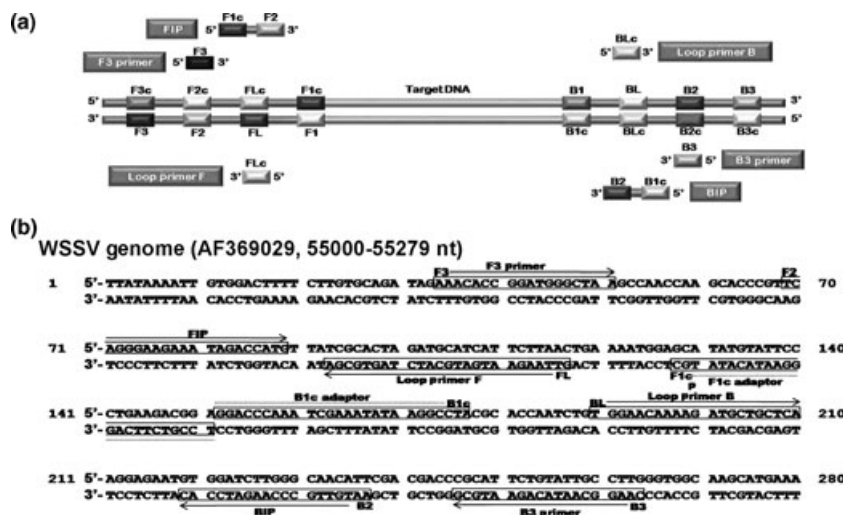 (a)
FIP 5' F1c F2 3'
F3 primer 5' F3 3'
BLc 5' 3' Loop primer B
F3c F2c FLc F1c Target DNA B1 BL B2 B3
5' 3'
3' 5'
F3 F2 FL F1 B1c BLc B2c B3c
Loop primer F 3' FLc 5'
B3 3' 5' B3 primer
3' B2 B1c 5' BIP
(b)
WSSV genome (AF369029, 55000-55279 nt)
F3 F3 primer F2
1 5'- TTATAAAATT GTGGACTTTT CTTGTGCAGA TAGAAACACC GGATGGGCTA AGCCAACCAA GCACCCGTTC 70
3'- AATATTTTAA CACCTGAAAA GAACACGTCT ATCTTTGTGG CCTACCCGAT TCGGTTGGTT CGTGGGCAAG
FIP
71 5'- AGGGAAGAAA TAGACCATGT TATCGCACTA GATGCATCAT TCTTAACTGA AAATGGAGCA TATGTATTCC 140
3'- TCCCTTCTTT ATCTGGTACA ATAGCGTGAT CTACGTAGTA AGAATTGACT TTTACCTCGT ATACATAAGG
Loop primer F FL F1c p F1c adaptor
B1c adaptor B1c BL Loop primer B
141 5'- CTGAAGACGG AGGACCCAAA TCGAAATATA AGGCCTACGC ACCAATCTGT GGAACAAAAG ATGCTGCTCA 210
3'- GACTTCTGCC TCCTGGGTTT AGCTTTATAT TCCGGATGCG TGGTTAGACA CCTTGTTTTC TACGACGAGT
211 5'- AGGAGAATGT GGATCTTGGG CAACATTCGA CGACCCGCAT TCTGTATTGC CTTGGGTGGC AAGCATGAAA 280
3'- TCCTCTTACA CCTAGAACCC GTTGTAAGCT GCTGGGCGTA AGACATAACG GAACCCACCG TTCGTACTTT
BIP B2 B3 primer B3